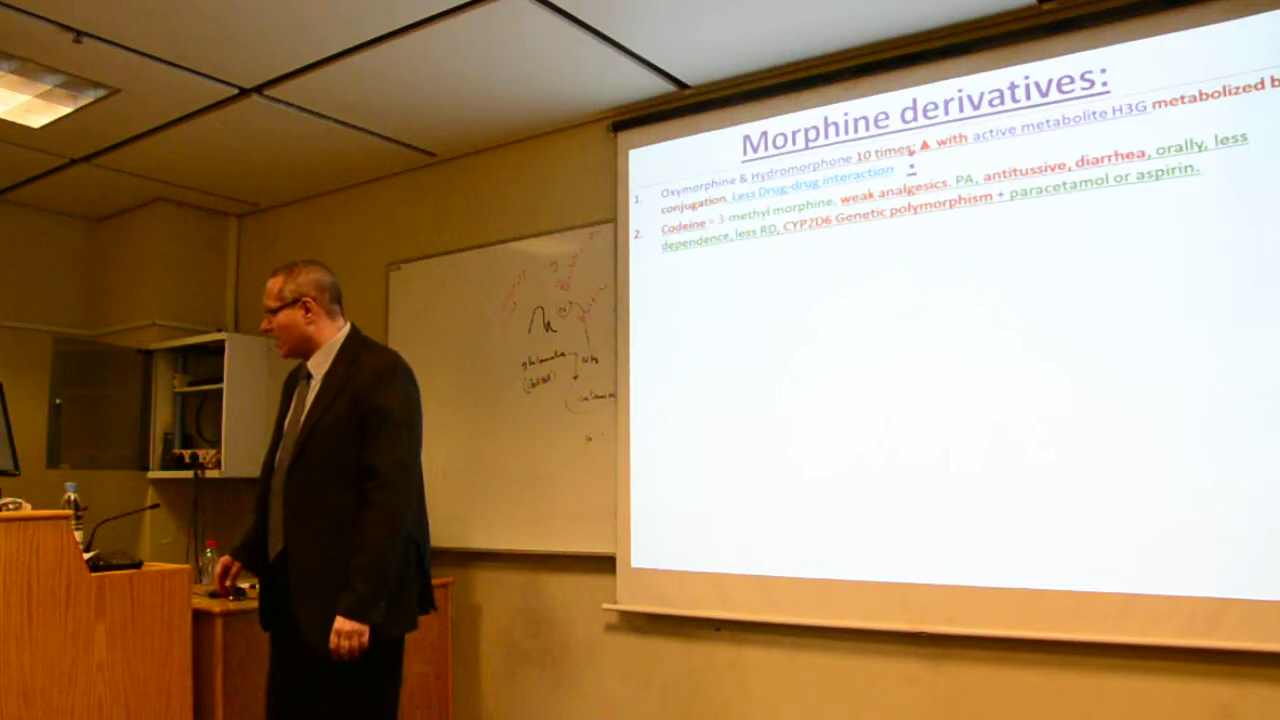 Morphine derivatives:
1. Oxymorphine & Hydromorphone 10 times: ▲ with active metabolite H3G metabolized b
conjugation. Less Drug-drug interaction
2. Codeine = 3-methyl morphine, weak analgesics. PA, antitussive, diarrhea, orally, less
dependence, less RD, CYP2D6 Genetic polymorphism + paracetamol or aspirin.